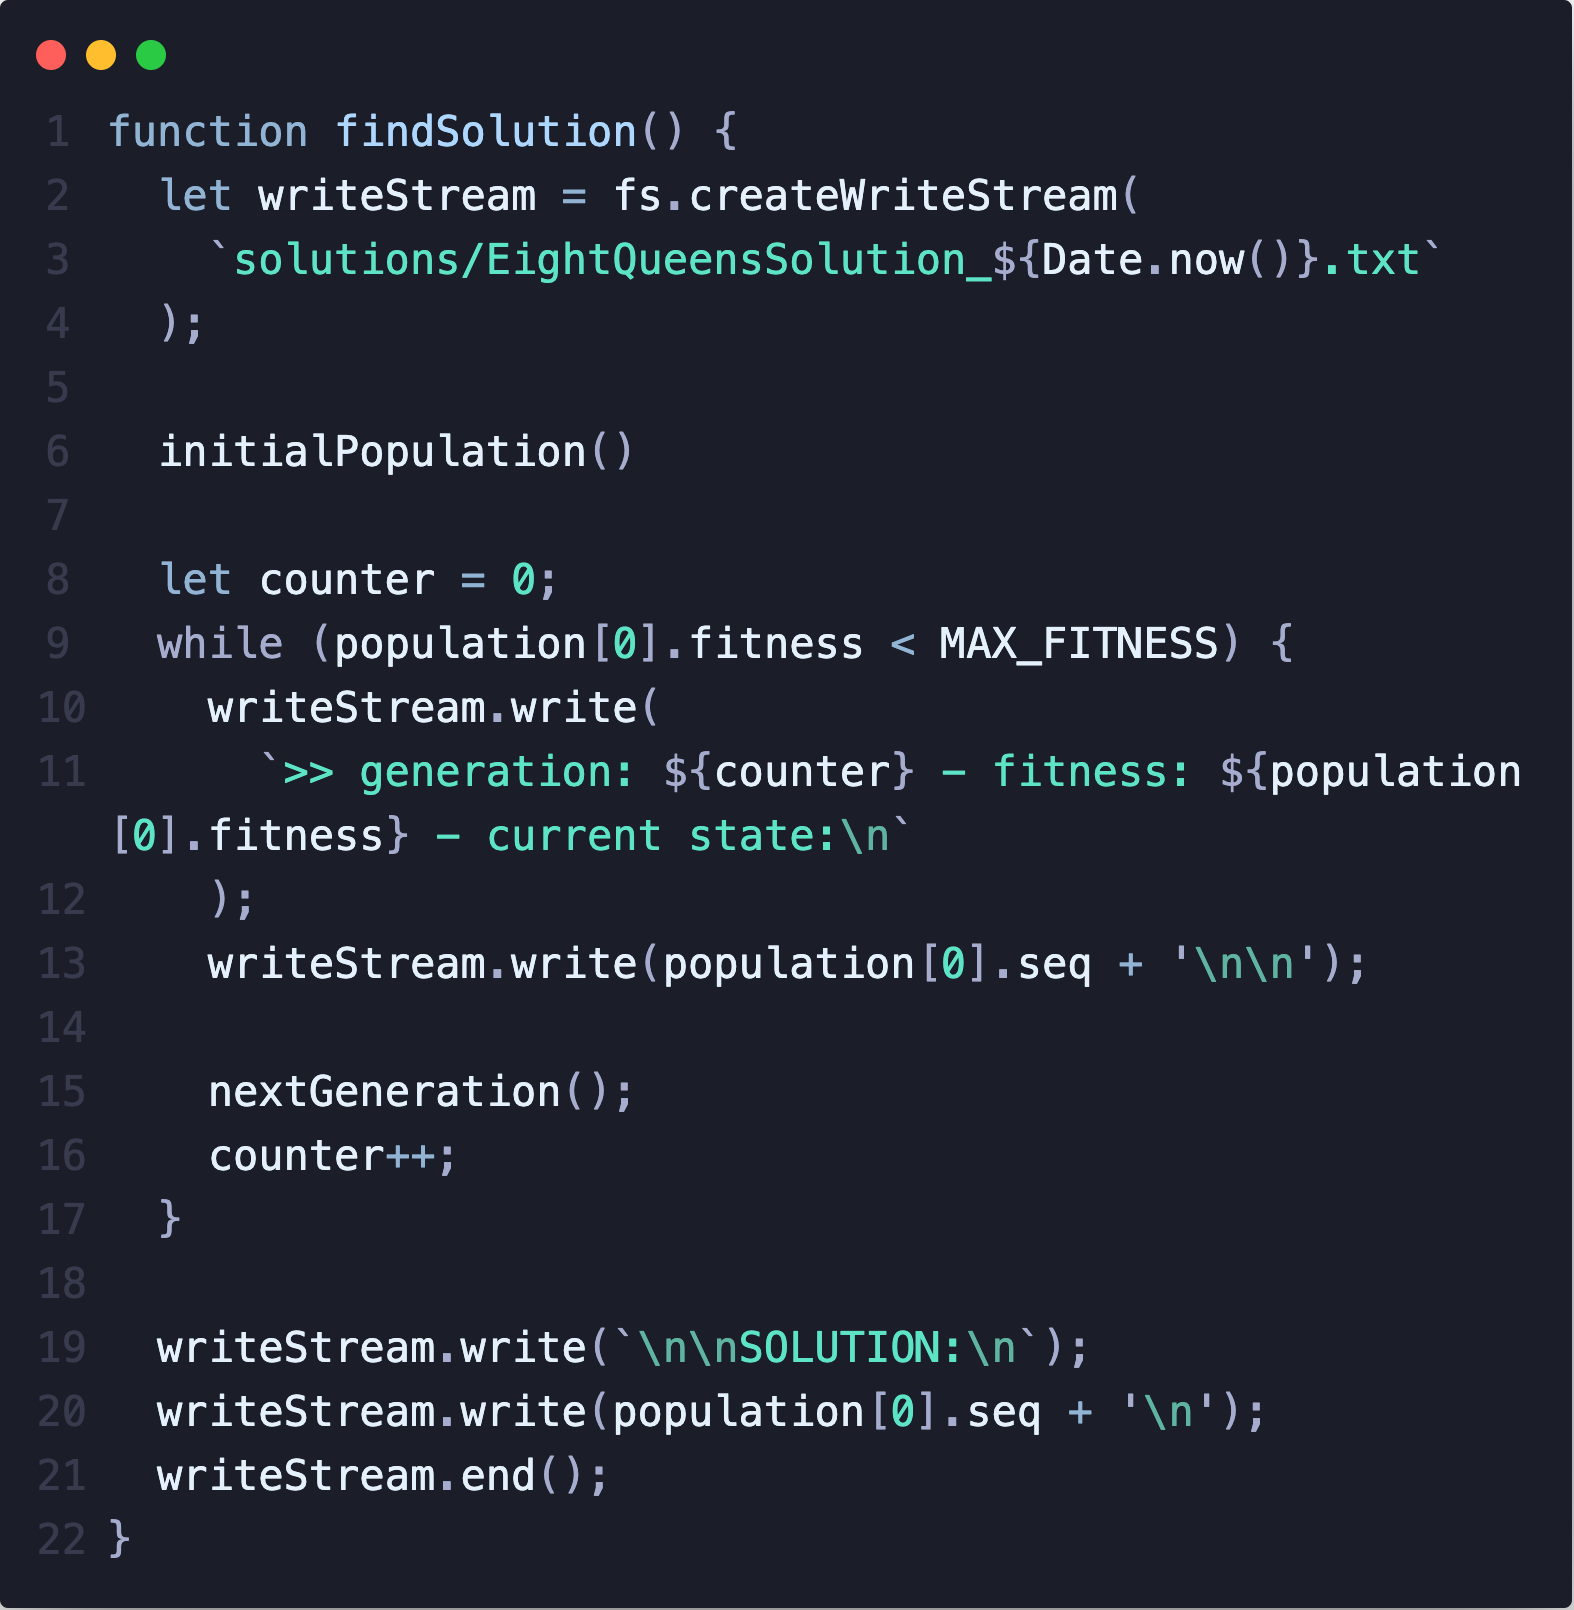 1 function findSolution() {
2   let writeStream = fs.createWriteStream(
3     `solutions/EightQueensSolution_${Date.now()}.txt`
4   );
5
6   initialPopulation()
7
8   let counter = 0;
9   while (population[0].fitness < MAX_FITNESS) {
10     writeStream.write(
11       `>> generation: ${counter} - fitness: ${population
[0].fitness} - current state:\n`
12     );
13     writeStream.write(population[0].seq + '\n\n');
14
15     nextGeneration();
16     counter++;
17   }
18
19   writeStream.write(`\n\nSOLUTION:\n`);
20   writeStream.write(population[0].seq + '\n');
21   writeStream.end();
22 }